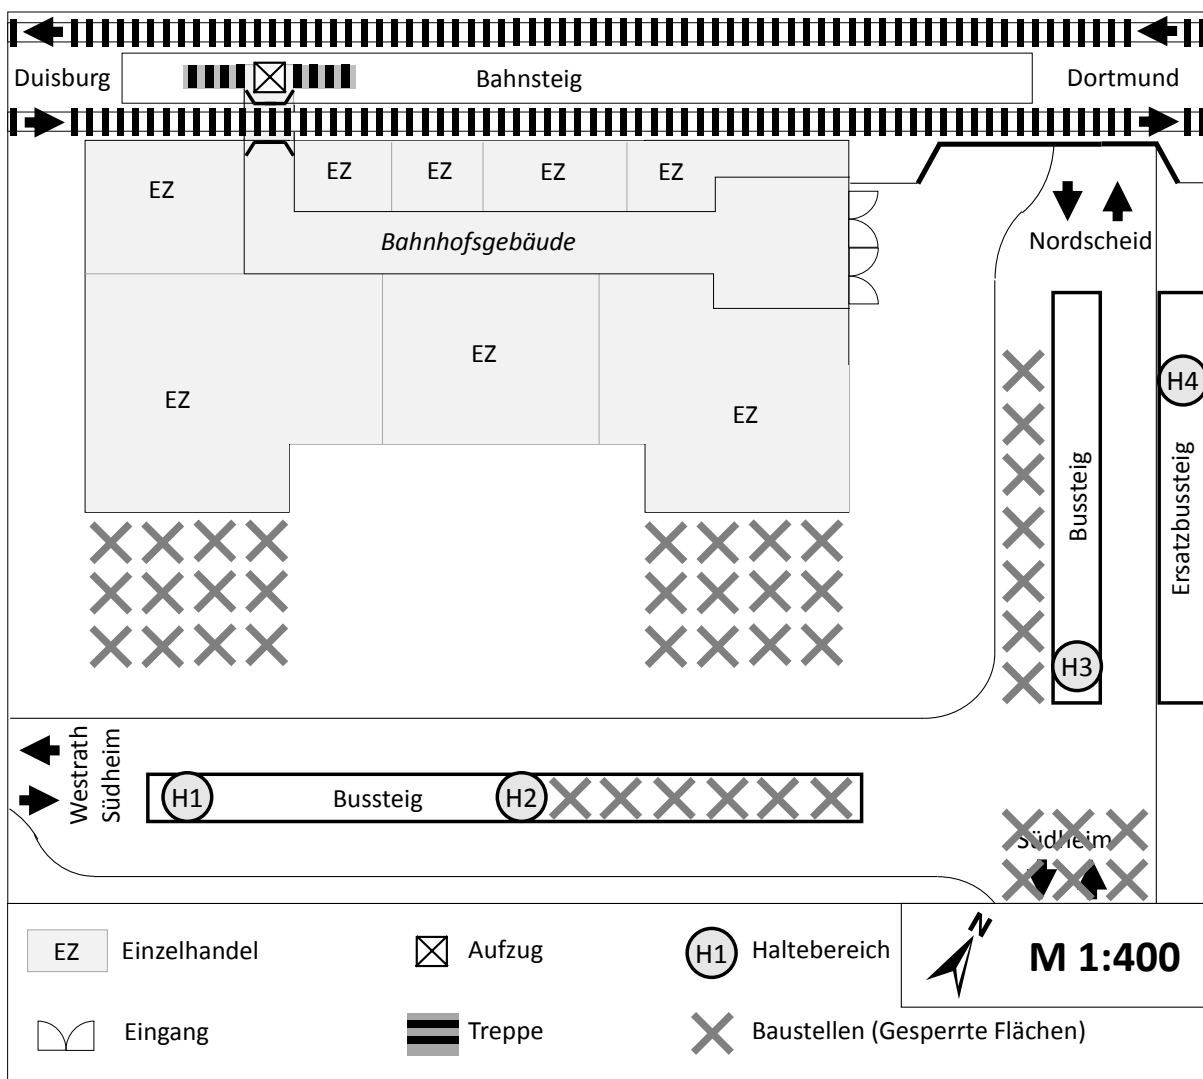 Duisburg
Bahnsteig
Dortmund
EZ
EZ
EZ
EZ
EZ
Bahnhofsgebäude
Nordscheid
EZ
EZ
EZ
H4
Bussteig
Ersatzbussteig
H3
Westrath
Südheim
H1
Bussteig
H2
Südheim
EZ Einzelhandel
Aufzug
H1 Haltebereich
N
M 1:400
Eingang
Treppe
Baustellen (Gesperrte Flächen)